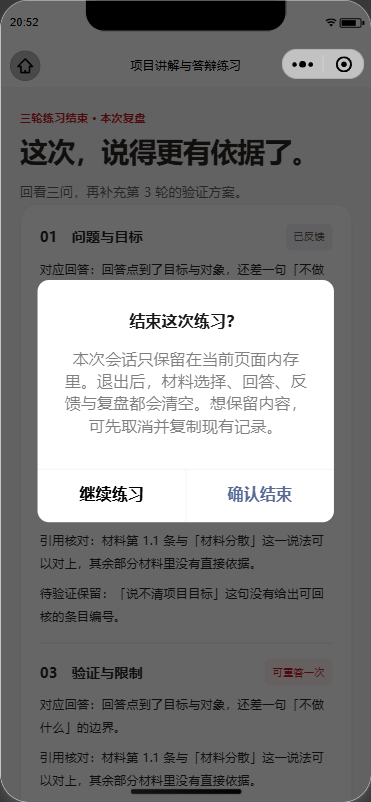 20:52
项目讲解与答辩练习
三轮练习结束·本次复盘
这次，说得更有依据了。
回看三问，再补充第 3 轮的验证方案。
01 问题与目标
已反馈
对应回答：回答点到了目标与对象，还差一句「不做
结束这次练习？
本次会话只保留在当前页面内存
里。退出后，材料选择、回答、反
馈与复盘都会清空。想保留内容，
可先取消并复制现有记录。
继续练习
确认结束
引用核对：材料第 1.1 条与「材料分散」这一说法可
以对上，其余部分材料里没有直接依据。
待验证保留：「说不清项目目标」这句没有给出可回
核的条目编号。
03 验证与限制
可重答一次
对应回答：回答点到了目标与对象，还差一句「不做
什么」的边界。
引用核对：材料第 1.1 条与「材料分散」这一说法可
以对上，其余部分材料里没有直接依据。